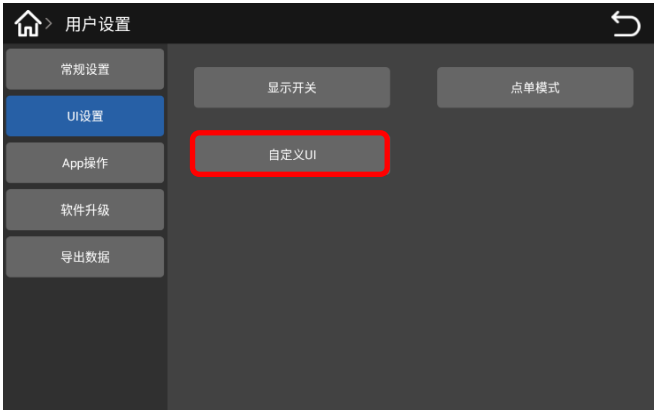 用户设置
常规设置
UI设置
App操作
软件升级
导出数据
显示开关
点单模式
自定义UI